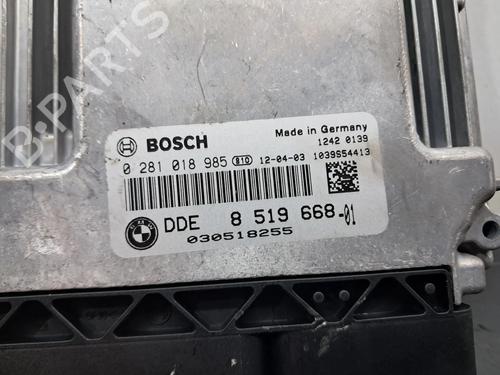 B-PARTS
BOSCH
Made in Germany
1242 0139
0 281 018 985 810 12-04-03 1039S54413
DDE 8 519 668-01
030518255